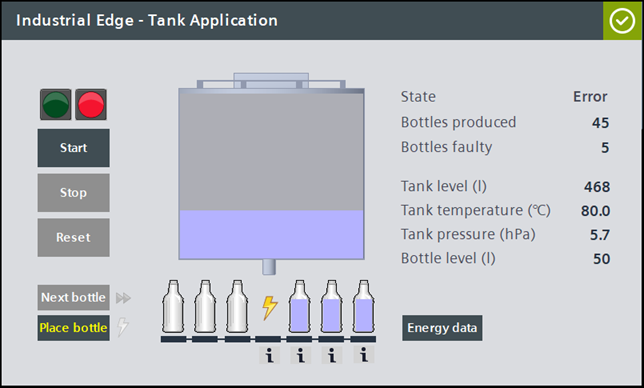 Industrial Edge - Tank Application
State Error
Bottles produced 45
Bottles faulty 5
Start
Stop
Reset
Tank level (l) 468
Tank temperature (℃) 80.0
Tank pressure (hPa) 5.7
Bottle level (l) 50
Next bottle
Place bottle
Energy data
i i i i